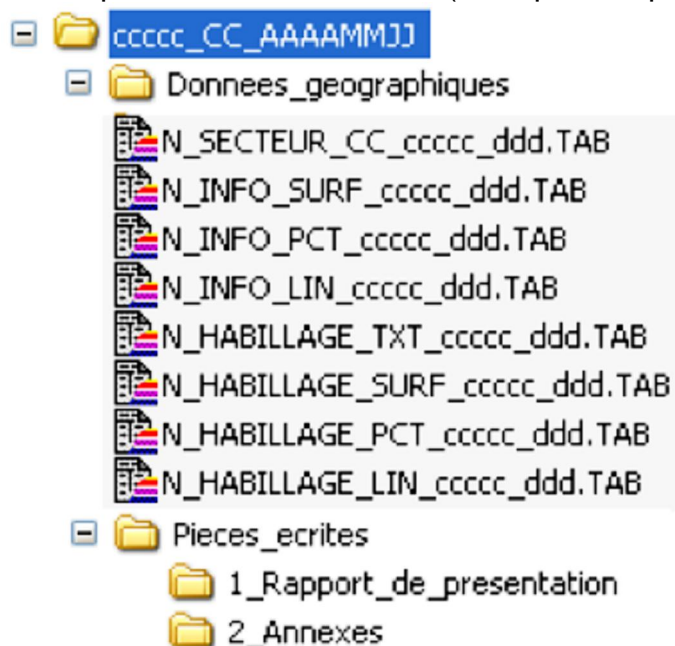 ccccc_CC_AAAAMMJJ
Donnees_geographiques
N_SECTEUR_CC_ccccc_ddd.TAB
N_INFO_SURF_ccccc_ddd.TAB
N_INFO_PCT_ccccc_ddd.TAB
N_INFO_LIN_ccccc_ddd.TAB
N_HABILLAGE_TXT_ccccc_ddd.TAB
N_HABILLAGE_SURF_ccccc_ddd.TAB
N_HABILLAGE_PCT_ccccc_ddd.TAB
N_HABILLAGE_LIN_ccccc_ddd.TAB
Pieces_ecrites
1_Rapport_de_presentation
2_Annexes